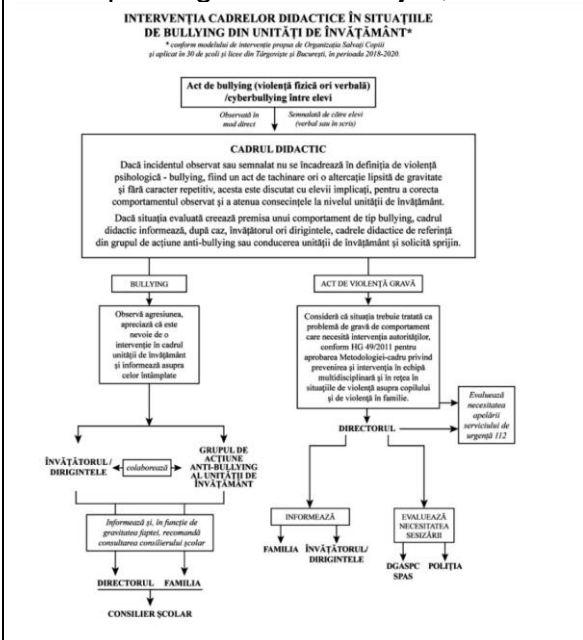 INTERVENȚIA CADRELOR DIDACTICE ÎN SITUAȚIILE
DE BULLYING DIN UNITĂȚI DE ÎNVĂȚĂMÂNT*
* conform modelului de intervenție propus de Organizația Salvați Copiii
și aplicat în 30 de școli și licee din Târgoviște și București, în perioada 2018-2020.
Act de bullying (violență fizică ori verbală)
/cyberbullying între elevi
Observată în
mod direct
Semnalată de către elevi
(verbal sau în scris)
CADRUL DIDACTIC
Dacă incidentul observat sau semnalat nu se încadrează în definiția de violență
psihologică - bullying, fiind un act de tachinare ori o altercație lipsită de gravitate
și fără caracter repetitiv, acesta este discutat cu elevii implicați, pentru a corecta
comportamentul observat și a atenua consecințele la nivelul unității de învățământ.
Dacă situația evaluată creează premisa unui comportament de tip bullying, cadrul
didactic informează, după caz, învățătorul ori dirigintele, cadrele didactice de referință
din grupul de acțiune anti-bullying sau conducerea unității de învățământ și solicită sprijin.
BULLYING
Observă agresiunea,
apreciază că este
nevoie de o
intervenție în cadrul
unității de învățământ
și informează asupra
celor întâmplate
ÎNVĂȚĂTORUL/
DIRIGINTELE
colaborează
GRUPUL DE
ACȚIUNE
ANTI-BULLYING
AL UNITĂȚII DE
ÎNVĂȚĂMÂNT
Informează și, în funcție de
gravitatea faptei, recomandă
consultarea consilierului școlar
DIRECTORUL FAMILIA
CONSILIER ȘCOLAR
ACT DE VIOLENȚĂ GRAVĂ
Consideră că situația trebuie tratată ca
problemă de gravă de comportament
care necesită intervenția autorităților,
conform HG 49/2011 pentru
aprobarea Metodologiei-cadru privind
prevenirea și intervenția în echipă
multidisciplinară și în rețea în
situațiile de violență asupra copilului
și de violență în familie.
DIRECTORUL
Evaluează
necesitatea
apelării
serviciului de
urgență 112
INFORMEAZĂ
FAMILIA
ÎNVĂȚĂTORUL/
DIRIGINTELE
EVALUEAZĂ
NECESITATEA
SESIZĂRII
DGASPC
SPAS
POLIȚIA